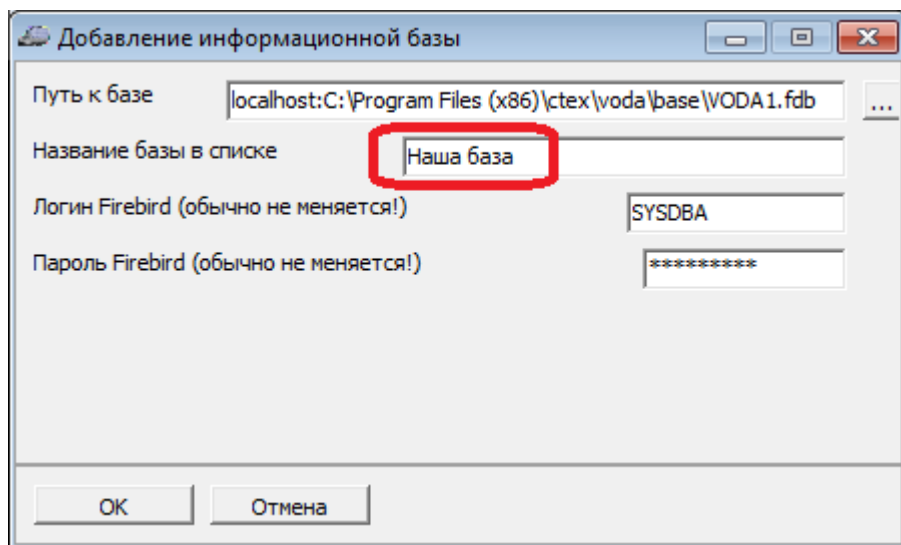 Добавление информационной базы
Путь к базе localhost:C:\Program Files (x86)\ctex\voda\base\VODA1.fdb ...
Название базы в списке Наша база
Логин Firebird (обычно не меняется!) SYSDBA
Пароль Firebird (обычно не меняется!) *********
OK Отмена